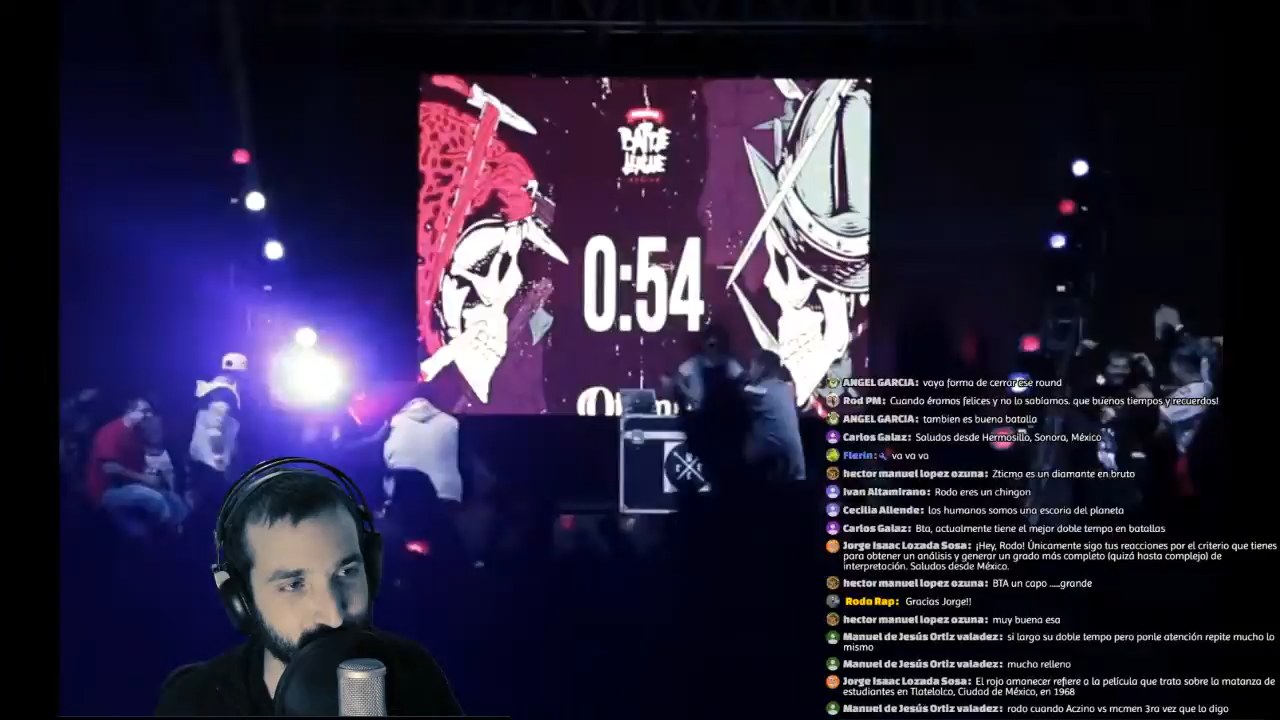 BATTLE
LEAGUE
0:54
ANGEL GARCIA: vaya forma de cerrar ese round
Rod PM: Cuando éramos felices y no lo sabíamos. que buenos tiempos y recuerdos!
ANGEL GARCIA: tambien es buena batalla
Carlos Galaz: Saludos desde Hermosillo, Sonora, México
Flerin: va va va
hector manuel lopez ozuna: Zticma es un diamante en bruto
Ivan Altamirano: Rodo eres un chingon
Cecilia Allende: los humanos somos una escoria del planeta
Carlos Galaz: Bta, actualmente tiene el mejor doble tempo en batallas
Jorge Isaac Lozada Sosa: ¡Hey, Rodo! Únicamente sigo tus reacciones por el criterio que tienes
para obtener un análisis y generar un grado más completo (quizá hasta complejo) de
interpretación. Saludos desde México.
hector manuel lopez ozuna: BTA un capo .....grande
Rodo Rap: Gracias Jorge!!
hector manuel lopez ozuna: muy buena esa
Manuel de Jesús Ortiz valadez: si largo su doble tempo pero ponle atención repite mucho lo
mismo
Manuel de Jesús Ortiz valadez: mucho relleno
Jorge Isaac Lozada Sosa: El rojo amanecer refiere a la película que trata sobre la matanza de
estudiantes en Tlatelolco, Ciudad de México, en 1968
Manuel de Jesús Ortiz valadez: rodo cuando Aczino vs mcmen 3ra vez que lo digo